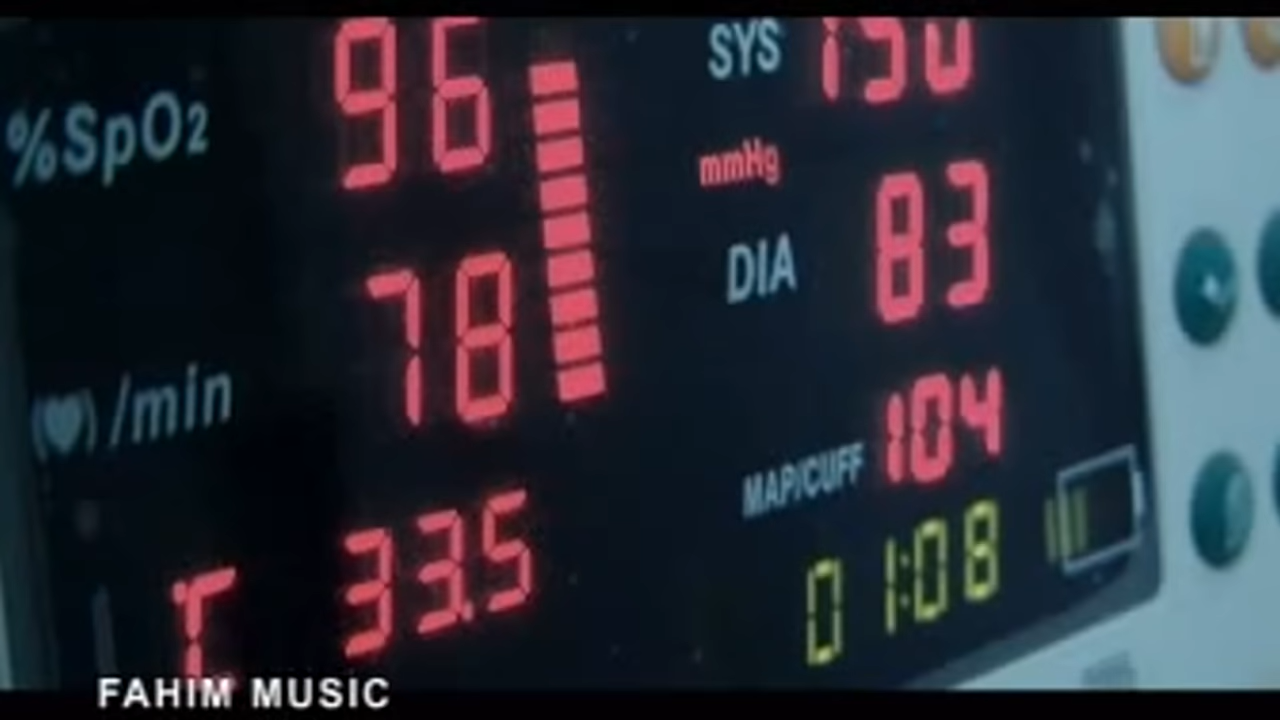 %SpO2 96
78
/min
℃ 33.5
SYS 150
mmHg
DIA 83
MAP/CUFF 104
0 1:08
FAHIM MUSIC